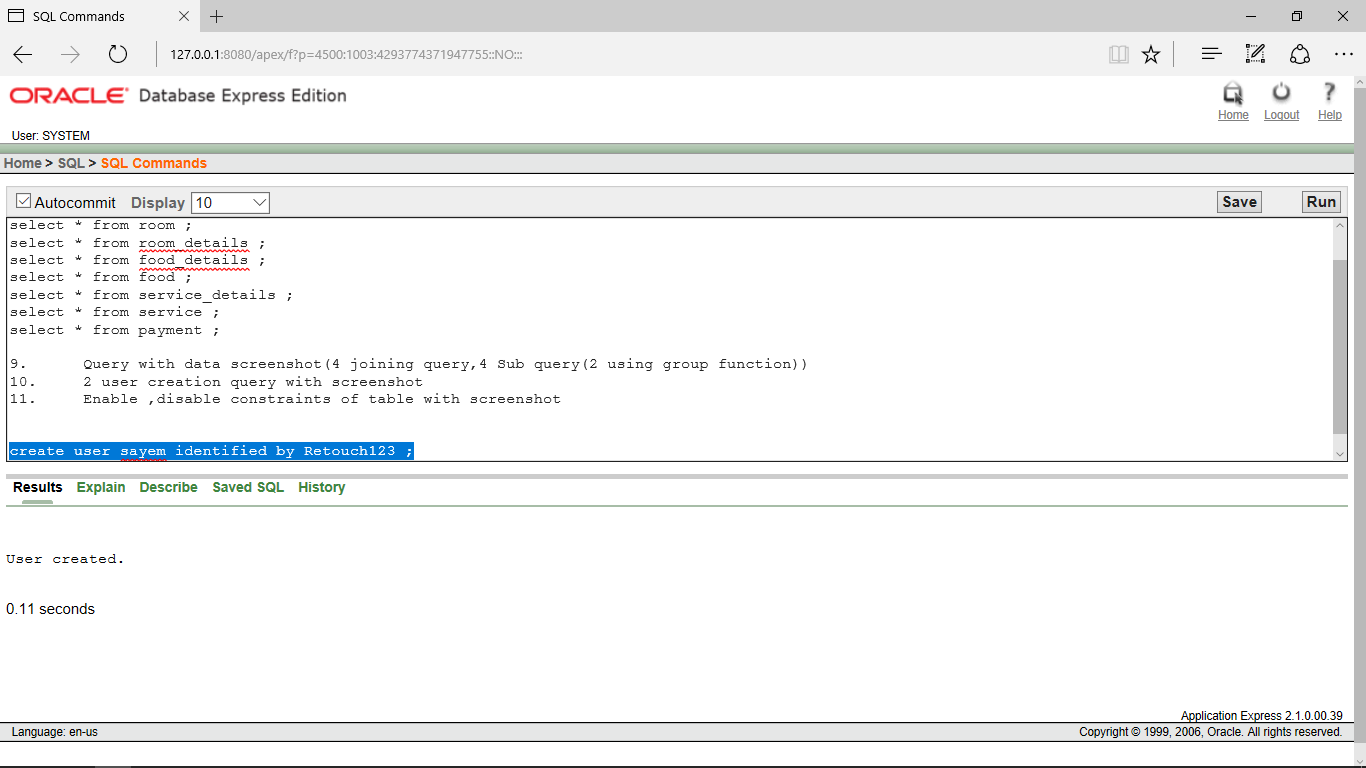 SQL Commands
127.0.0.1:8080/apex/f?p=4500:1003:4293774371947755::NO:::
ORACLE® Database Express Edition
Home Logout Help
User: SYSTEM
Home > SQL > SQL Commands
Autocommit Display 10 Save Run
select * from room ;
select * from room_details ;
select * from food_details ;
select * from food ;
select * from service_details ;
select * from service ;
select * from payment ;
9. Query with data screenshot(4 joining query,4 Sub query(2 using group function))
10. 2 user creation query with screenshot
11. Enable ,disable constraints of table with screenshot
create user sayem identified by Retouch123 ;
Results Explain Describe Saved SQL History
User created.
0.11 seconds
Application Express 2.1.0.00.39
Language: en-us Copyright © 1999, 2006, Oracle. All rights reserved.